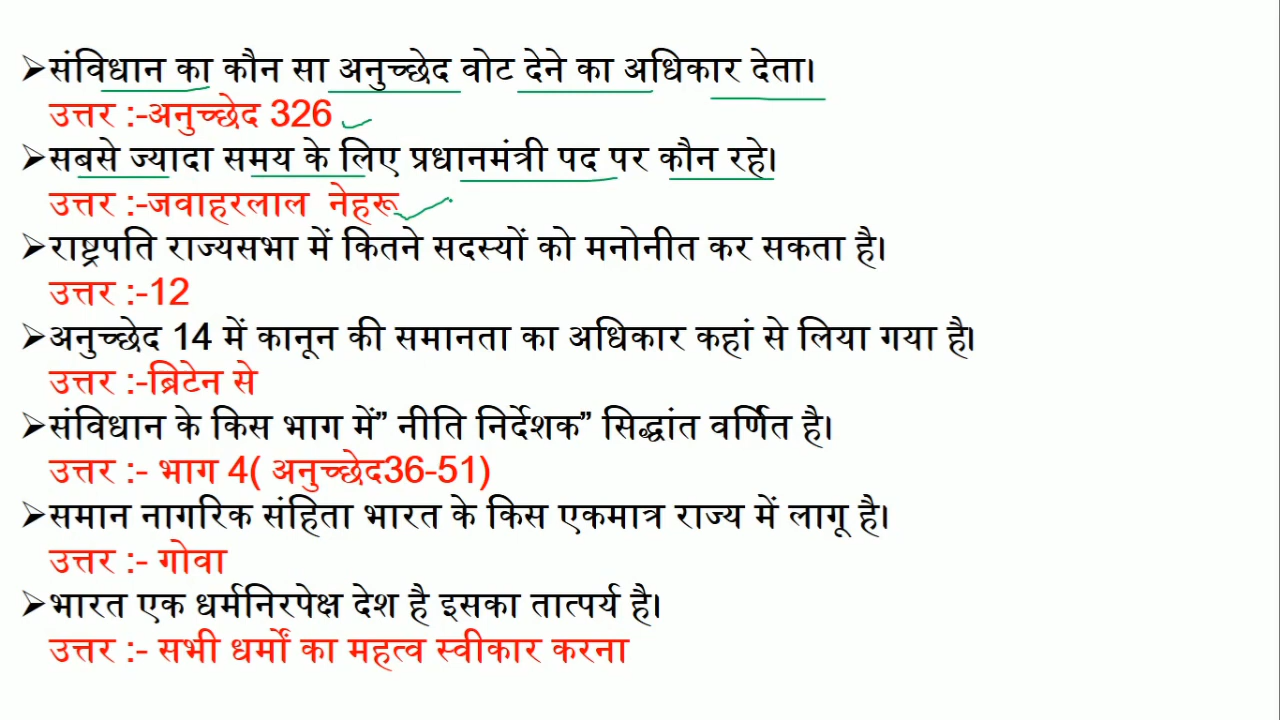 ➢संविधान का कौन सा अनुच्छेद वोट देने का अधिकार देता।
उत्तर :-अनुच्छेद 326
➢सबसे ज्यादा समय के लिए प्रधानमंत्री पद पर कौन रहे।
उत्तर :-जवाहरलाल नेहरू
➢राष्ट्रपति राज्यसभा में कितने सदस्यों को मनोनीत कर सकता है।
उत्तर :-12
➢अनुच्छेद 14 में कानून की समानता का अधिकार कहां से लिया गया है।
उत्तर :-ब्रिटेन से
➢संविधान के किस भाग में” नीति निर्देशक” सिद्धांत वर्णित है।
उत्तर :- भाग 4( अनुच्छेद36-51)
➢समान नागरिक संहिता भारत के किस एकमात्र राज्य में लागू है।
उत्तर :- गोवा
➢भारत एक धर्मनिरपेक्ष देश है इसका तात्पर्य है।
उत्तर :- सभी धर्मों का महत्व स्वीकार करना